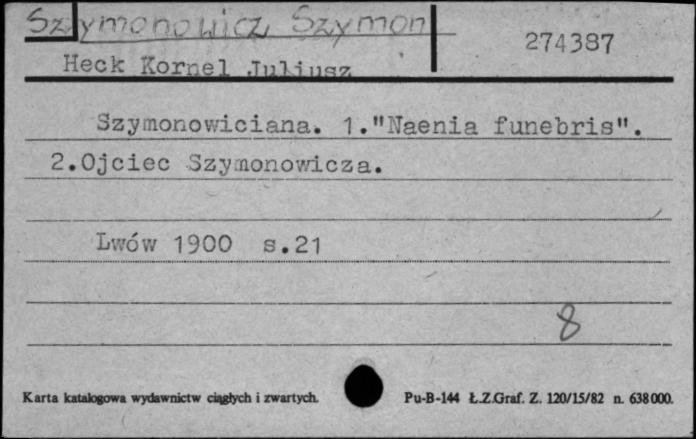 Szymonowicz Szymon
274387
Heck Kornel Juliusz
Szymonowiciana. 1."Naenia funebris".
2.Ojciec Szymonowicza.
Lwów 1900 s.21
8
Karta katalogowa wydawnictw ciągłych i zwartych.
Pu-B-144 Ł.Z.Graf. Z. 120/15/82 n. 638000.